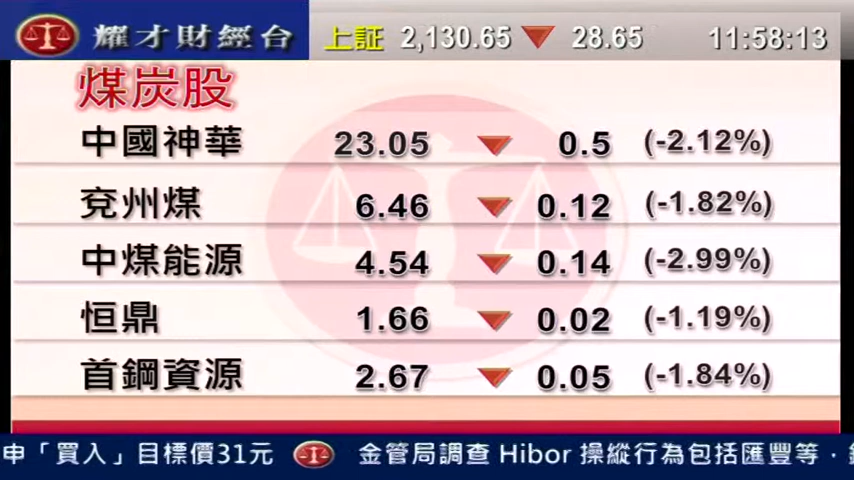 耀才財經台 上証 2,130.65 28.65 11:58:13
煤炭股
中國神華 23.05 0.5 (-2.12%)
兗州煤 6.46 0.12 (-1.82%)
中煤能源 4.54 0.14 (-2.99%)
恒鼎 1.66 0.02 (-1.19%)
首鋼資源 2.67 0.05 (-1.84%)
申「買入」目標價31元 金管局調查 Hibor 操縱行為包括匯豐等．